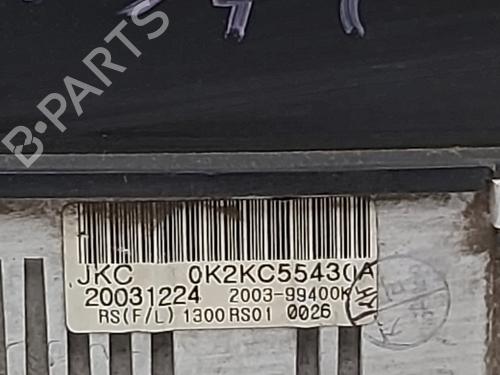 B-PARTS
JKC 0K2KC55430A
20031224 2003-99400K
RS(F/L) 1300 RS01 0026